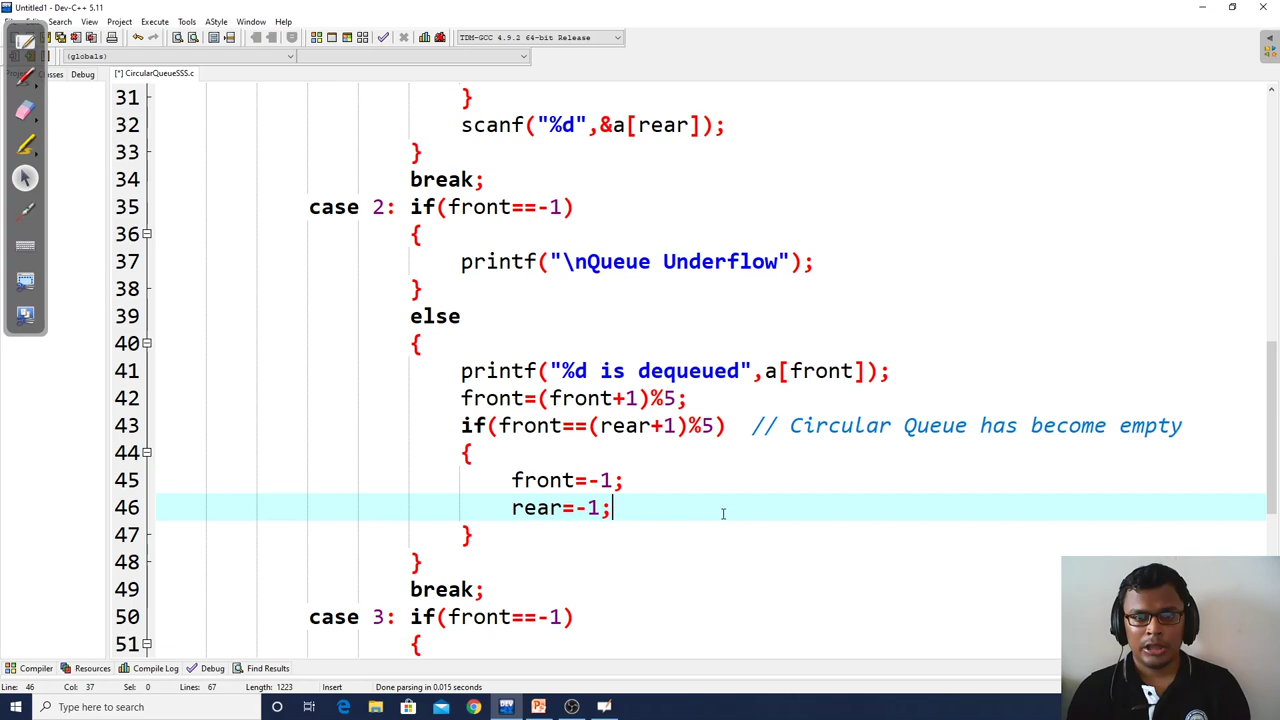 Untitled1 - Dev-C++ 5.11
Search View Project Execute Tools AStyle Window Help
TDM-GCC 4.9.2 64-bit Release
(globals)
Classes Debug
[*] CircularQueueSSS.c
31 }
32 scanf("%d",&a[rear]);
33 }
34 break;
35 case 2: if(front==-1)
36 {
37 printf("\nQueue Underflow");
38 }
39 else
40 {
41 printf("%d is dequeued",a[front]);
42 front=(front+1)%5;
43 if(front==(rear+1)%5) // Circular Queue has become empty
44 {
45 front=-1;
46 rear=-1;
47 }
48 }
49 break;
50 case 3: if(front==-1)
51 {
Compiler Resources Compile Log Debug Find Results
Line: 46 Col: 37 Sel: 0 Lines: 67 Length: 1223 Insert Done parsing in 0.015 seconds
Type here to search